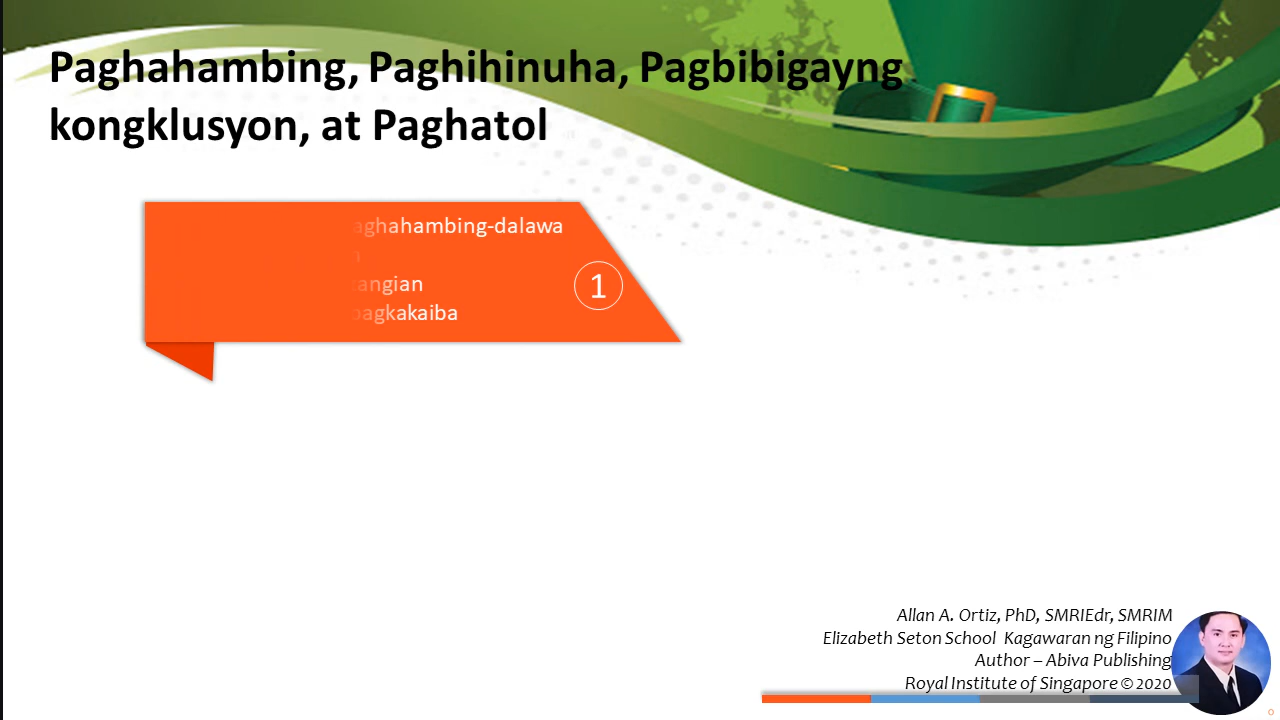 Paghahambing, Paghihinuha, Pagbibigayng
kongklusyon, at Paghatol
aghahambing-dalawa
angian
pagkakaiba
1
Allan A. Ortiz, PhD, SMRIEdr, SMRIM
Elizabeth Seton School Kagawaran ng Filipino
Author – Abiva Publishing
Royal Institute of Singapore © 2020